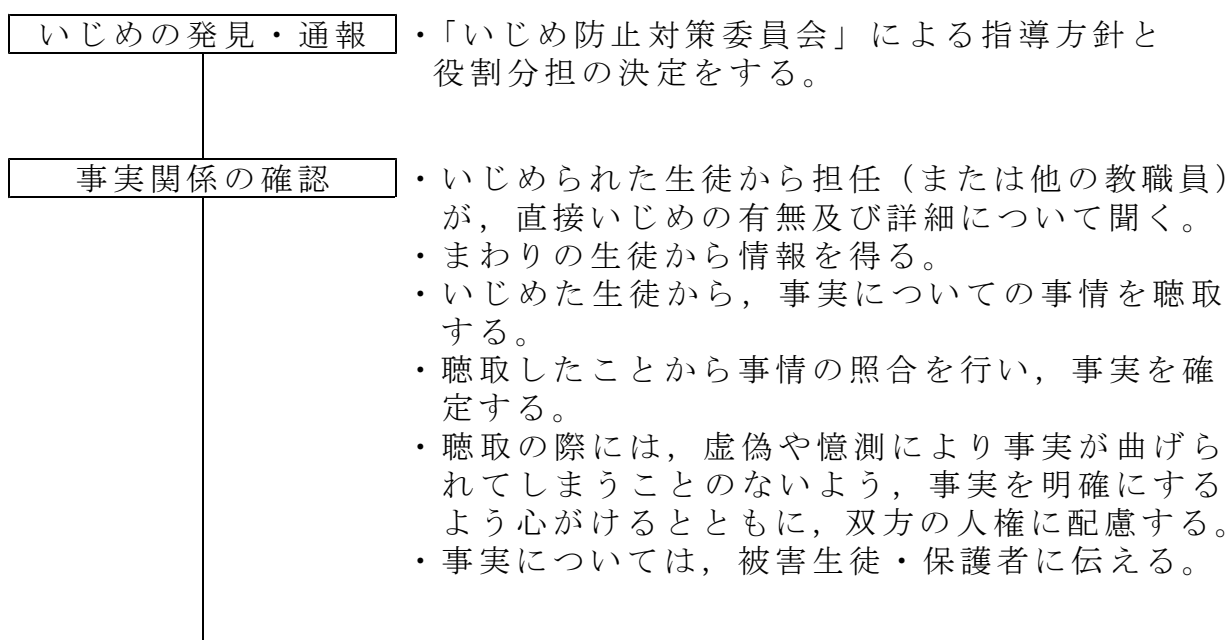 いじめの発見・通報 ・「いじめ防止対策委員会」による指導方針と
役割分担の決定をする。
事実関係の確認 ・いじめられた生徒から担任（または他の教職員）
が，直接いじめの有無及び詳細について聞く。
・まわりの生徒から情報を得る。
・いじめた生徒から，事実についての事情を聴取
する。
・聴取したことから事情の照合を行い，事実を確
定する。
・聴取の際には，虚偽や憶測により事実が曲げら
れてしまうことのないよう，事実を明確にする
よう心がけるとともに，双方の人権に配慮する。
・事実については，被害生徒・保護者に伝える。